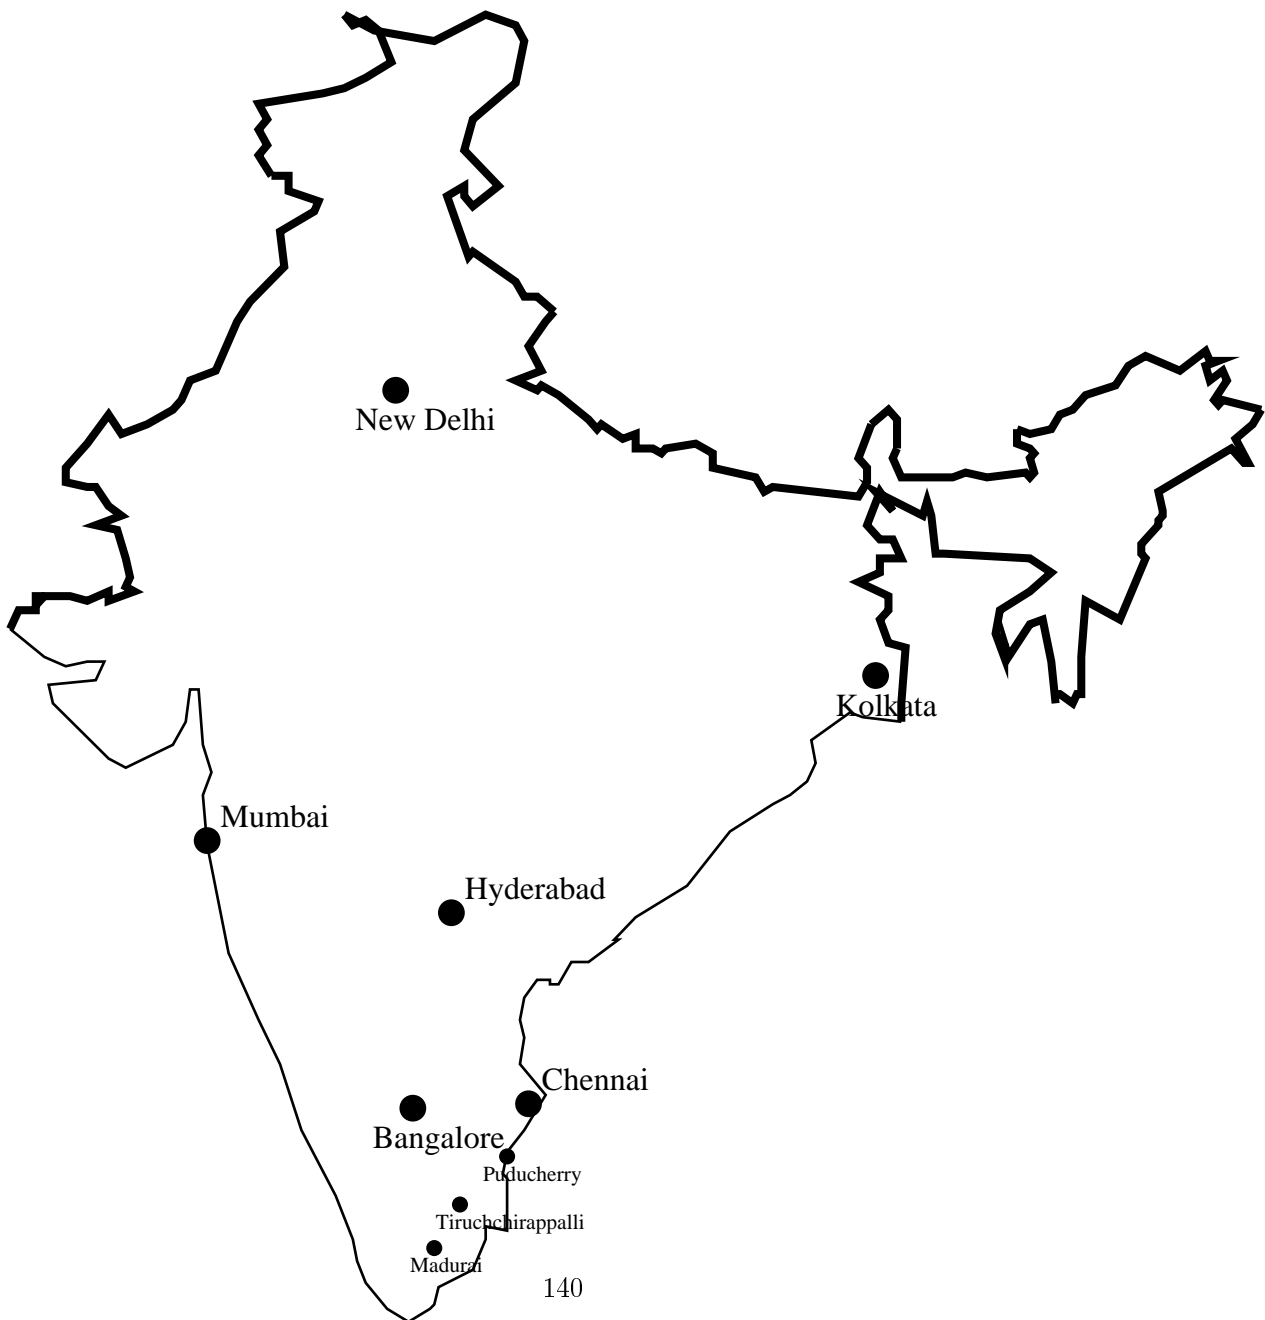 New Delhi
Kolkata
Mumbai
Hyderabad
Chennai
Bangalore
Puducherry
Tiruchchirappalli
Madurai
140